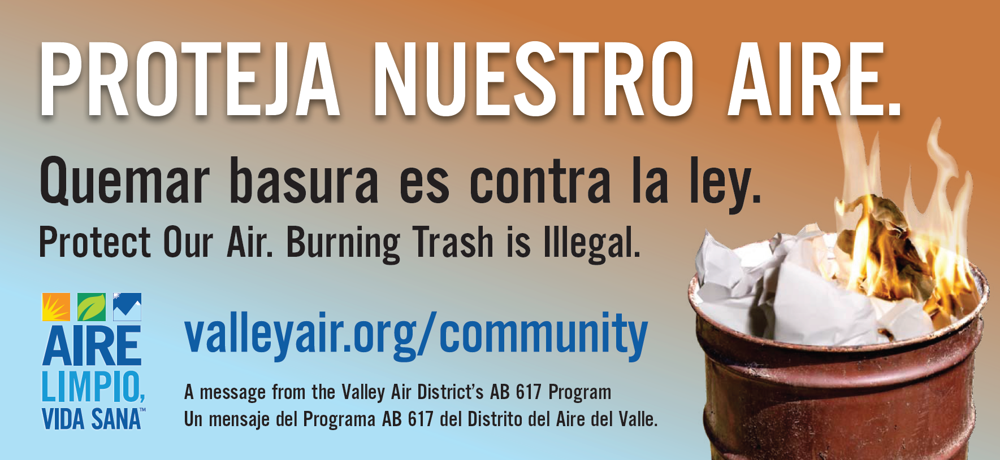 PROTEJA NUESTRO AIRE.
Quemar basura es contra la ley.
Protect Our Air. Burning Trash is Illegal.
AIRE
LIMPIO,
VIDA SANA™
valleyair.org/community
A message from the Valley Air District's AB 617 Program
Un mensaje del Programa AB 617 del Distrito del Aire del Valle.